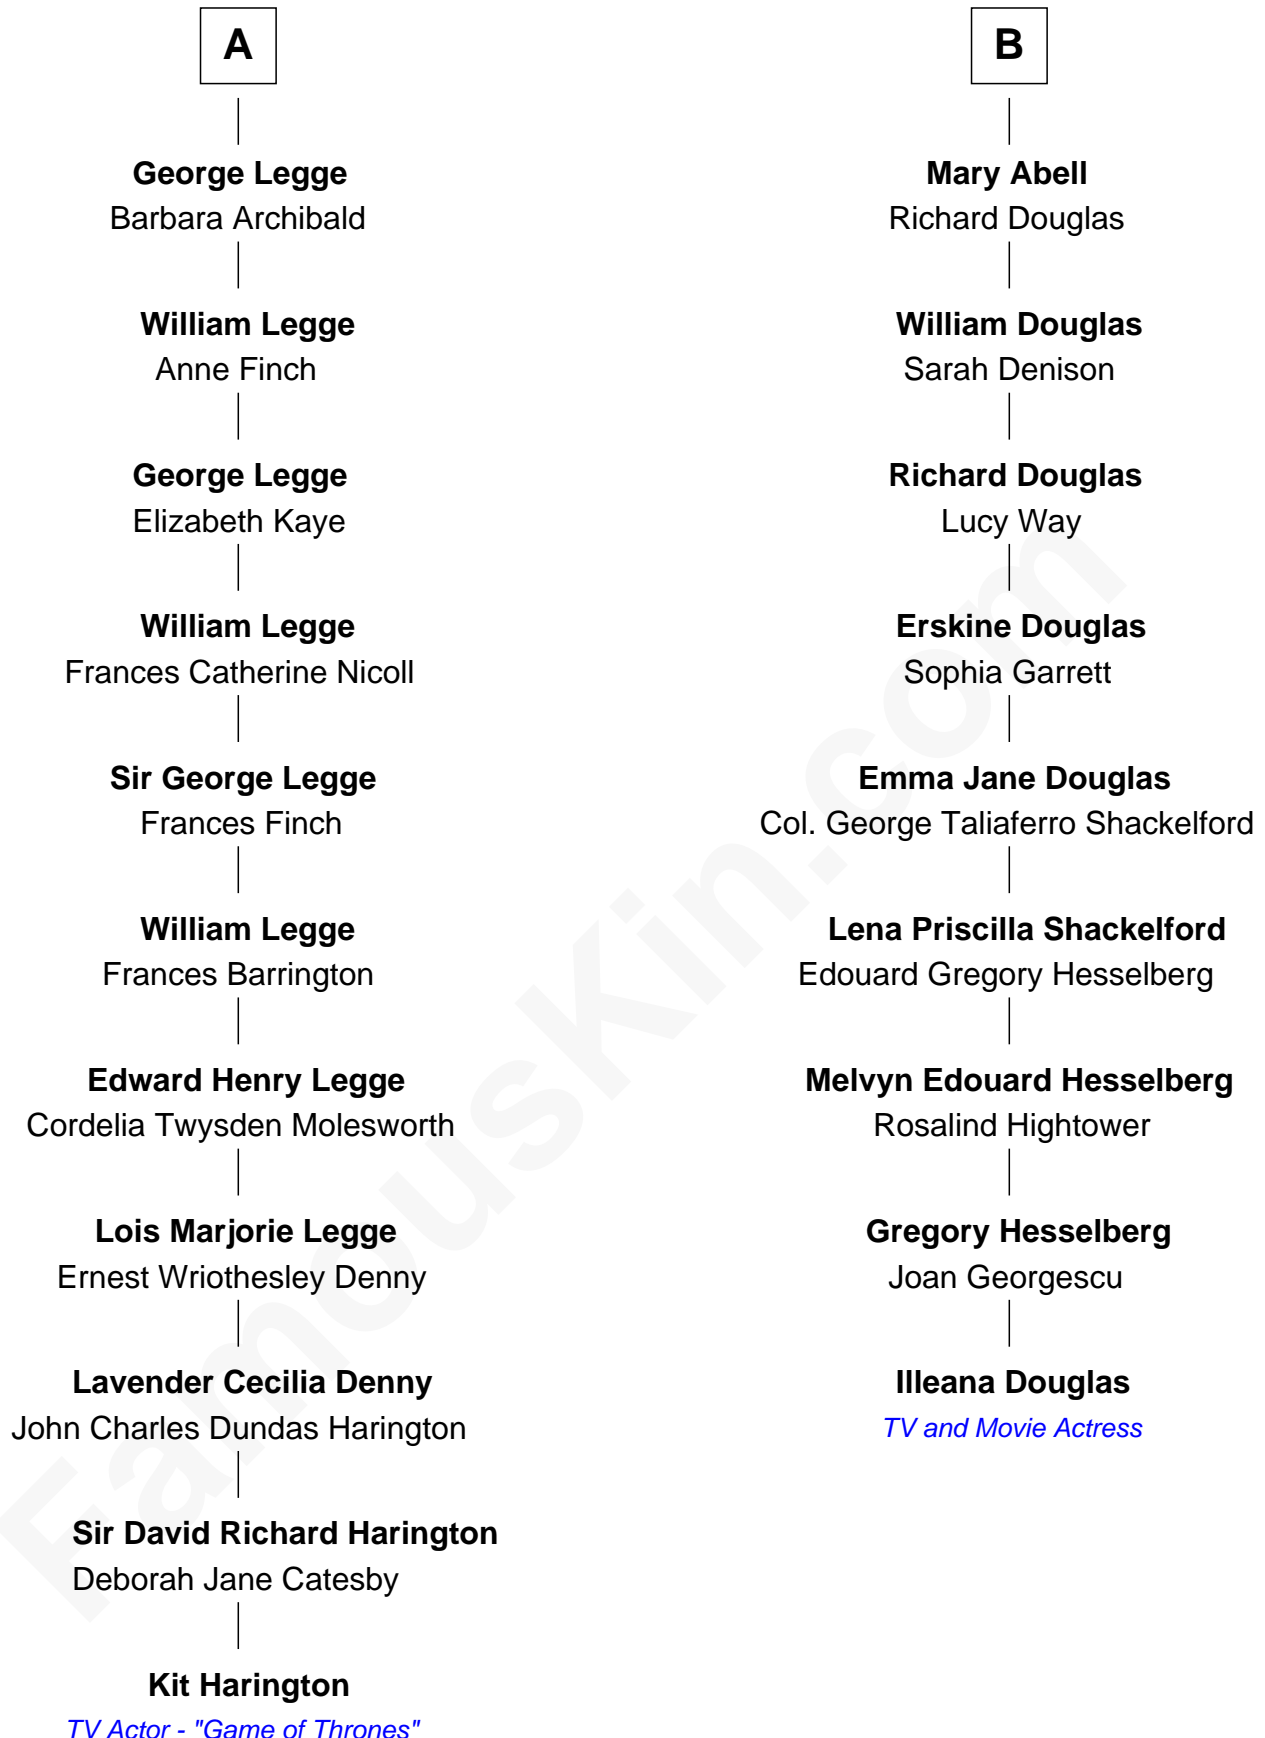 A
George Legge
Barbara Archibald
William Legge
Anne Finch
George Legge
Elizabeth Kaye
William Legge
Frances Catherine Nicoll
Sir George Legge
Frances Finch
William Legge
Frances Barrington
Edward Henry Legge
Cordelia Twysden Molesworth
Lois Marjorie Legge
Ernest Wriothesley Denny
Lavender Cecilia Denny
John Charles Dundas Harington
Sir David Richard Harington
Deborah Jane Catesby
Kit Harington
TV Actor - "Game of Thrones"
B
Mary Abell
Richard Douglas
William Douglas
Sarah Denison
Richard Douglas
Lucy Way
Erskine Douglas
Sophia Garrett
Emma Jane Douglas
Col. George Taliaferro Shackelford
Lena Priscilla Shackelford
Edouard Gregory Hesselberg
Melvyn Edouard Hesselberg
Rosalind Hightower
Gregory Hesselberg
Joan Georgescu
Illeana Douglas
TV and Movie Actress
FamousKin.com